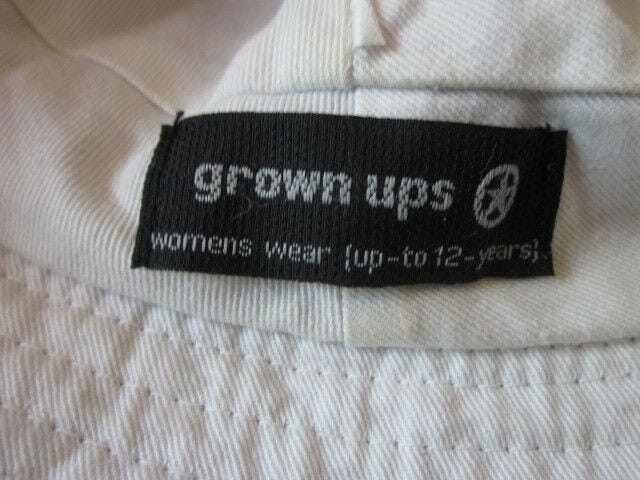 grown ups
womens wear {up-to 12-years}